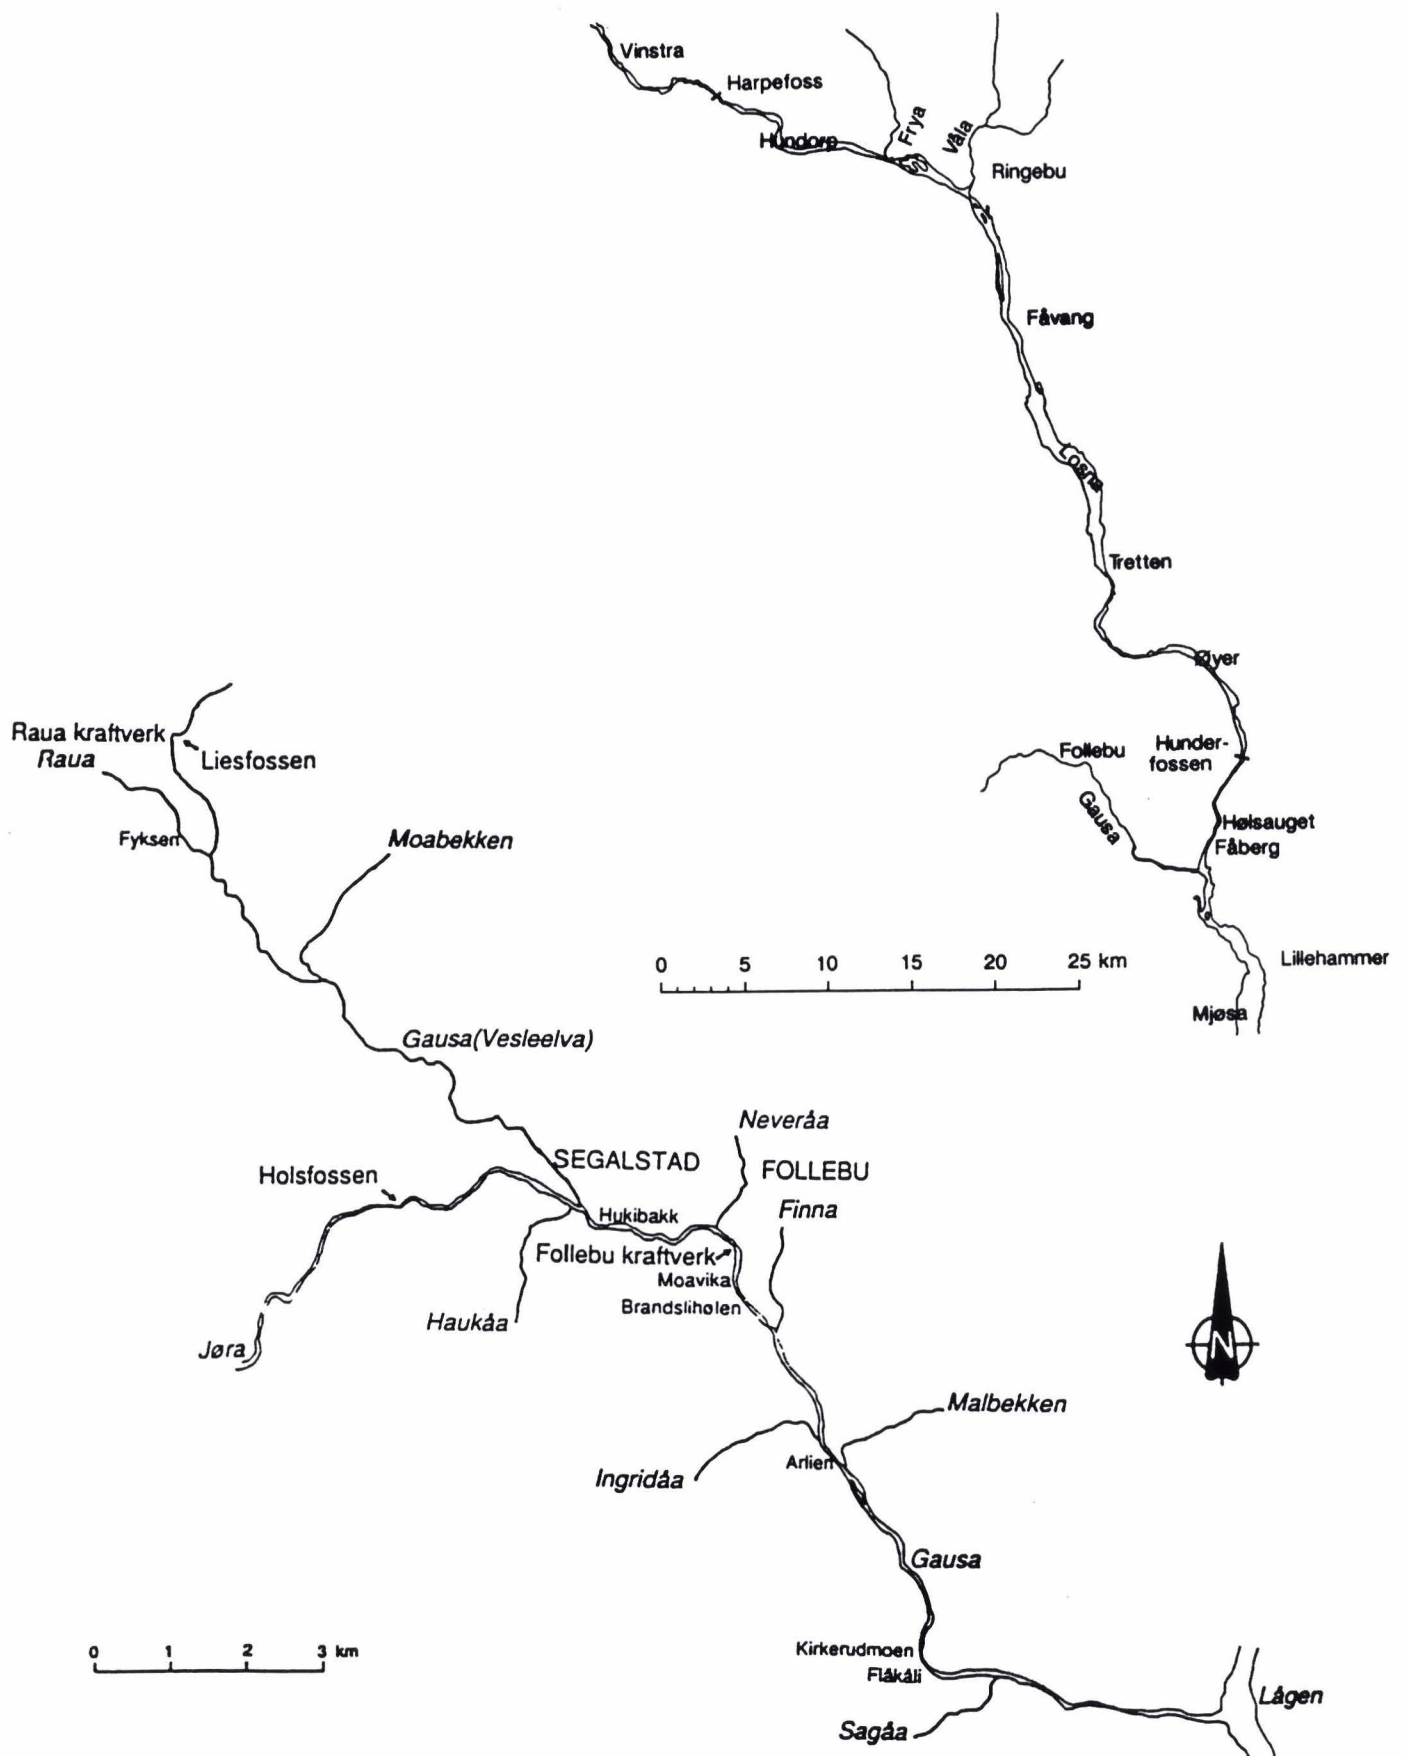 Vinstra
Harpefoss
Hundorp
Frya
Våla
Ringebu
Fåvang
Losna
Tretten
Øyer
Hunder-
fossen
Follebu
Gausa
Hølsauget
Fåberg
Lillehammer
Mjøsa
0 5 10 15 20 25 km
Raua kraftverk
Raua
Liesfossen
Fyksen
Moabekken
Gausa(Vesleelva)
Neveråa
SEGALSTAD
FOLLEBU
Holsfossen
Finna
Hukibakk
Follebu kraftverk
Moavika
Brandslihølen
Haukåa
Jøra
N
Malbekken
Arlien
Ingridåa
Gausa
Kirkerudmoen
Flåkåli
0 1 2 3 km
Lågen
Sagåa